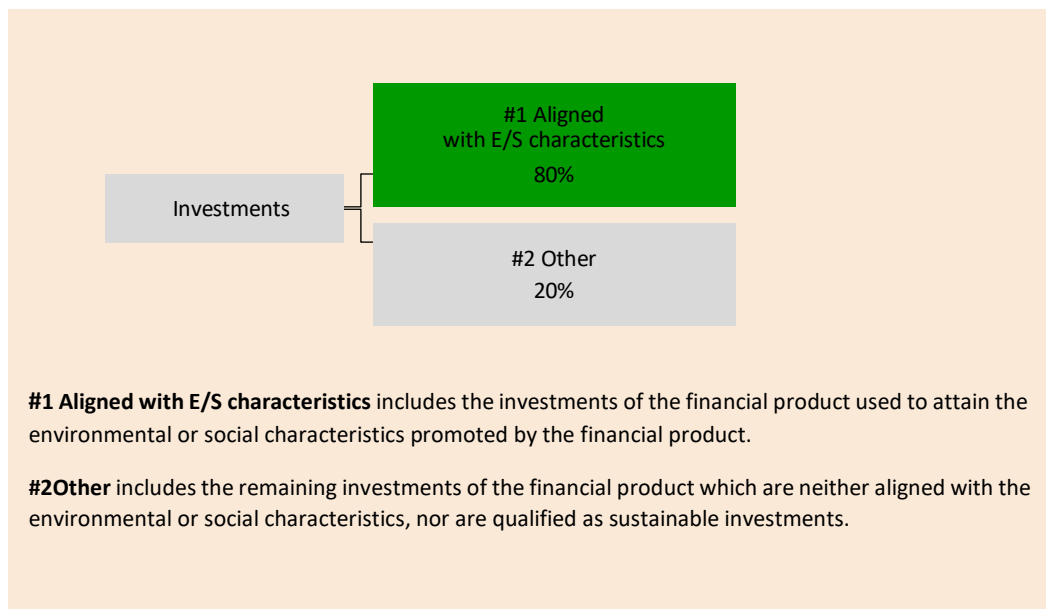 #1 Aligned
with E/S characteristics
80%
Investments
#2 Other
20%
#1 Aligned with E/S characteristics includes the investments of the financial product used to attain the
environmental or social characteristics promoted by the financial product.
#2Other includes the remaining investments of the financial product which are neither aligned with the
environmental or social characteristics, nor are qualified as sustainable investments.